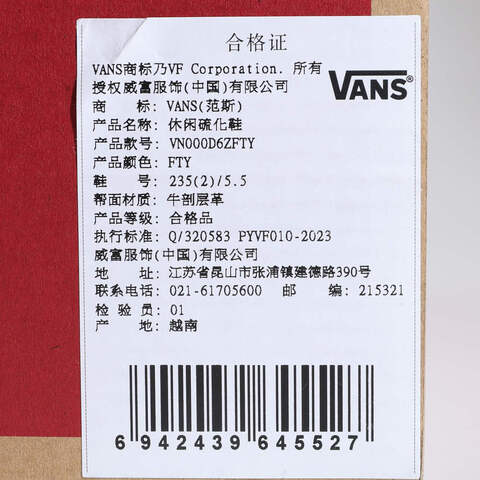 合格证
VANS商标乃VF Corporation. 所有
授权威富服饰(中国)有限公司
VANS®
商 标: VANS(范斯)
产品名称: 休闲硫化鞋
产品款号: VN000D6ZFTY
产品颜色: FTY
鞋 号: 235(2)/5.5
帮面材质: 牛剖层革
产品等级: 合格品
执行标准: Q/320583 PYVF010-2023
威富服饰(中国)有限公司
地 址: 江苏省昆山市张浦镇建德路390号
联系电话: 021-61705600 邮 编: 215321
检 验 员: 01
产 地: 越南
6 942439 645527